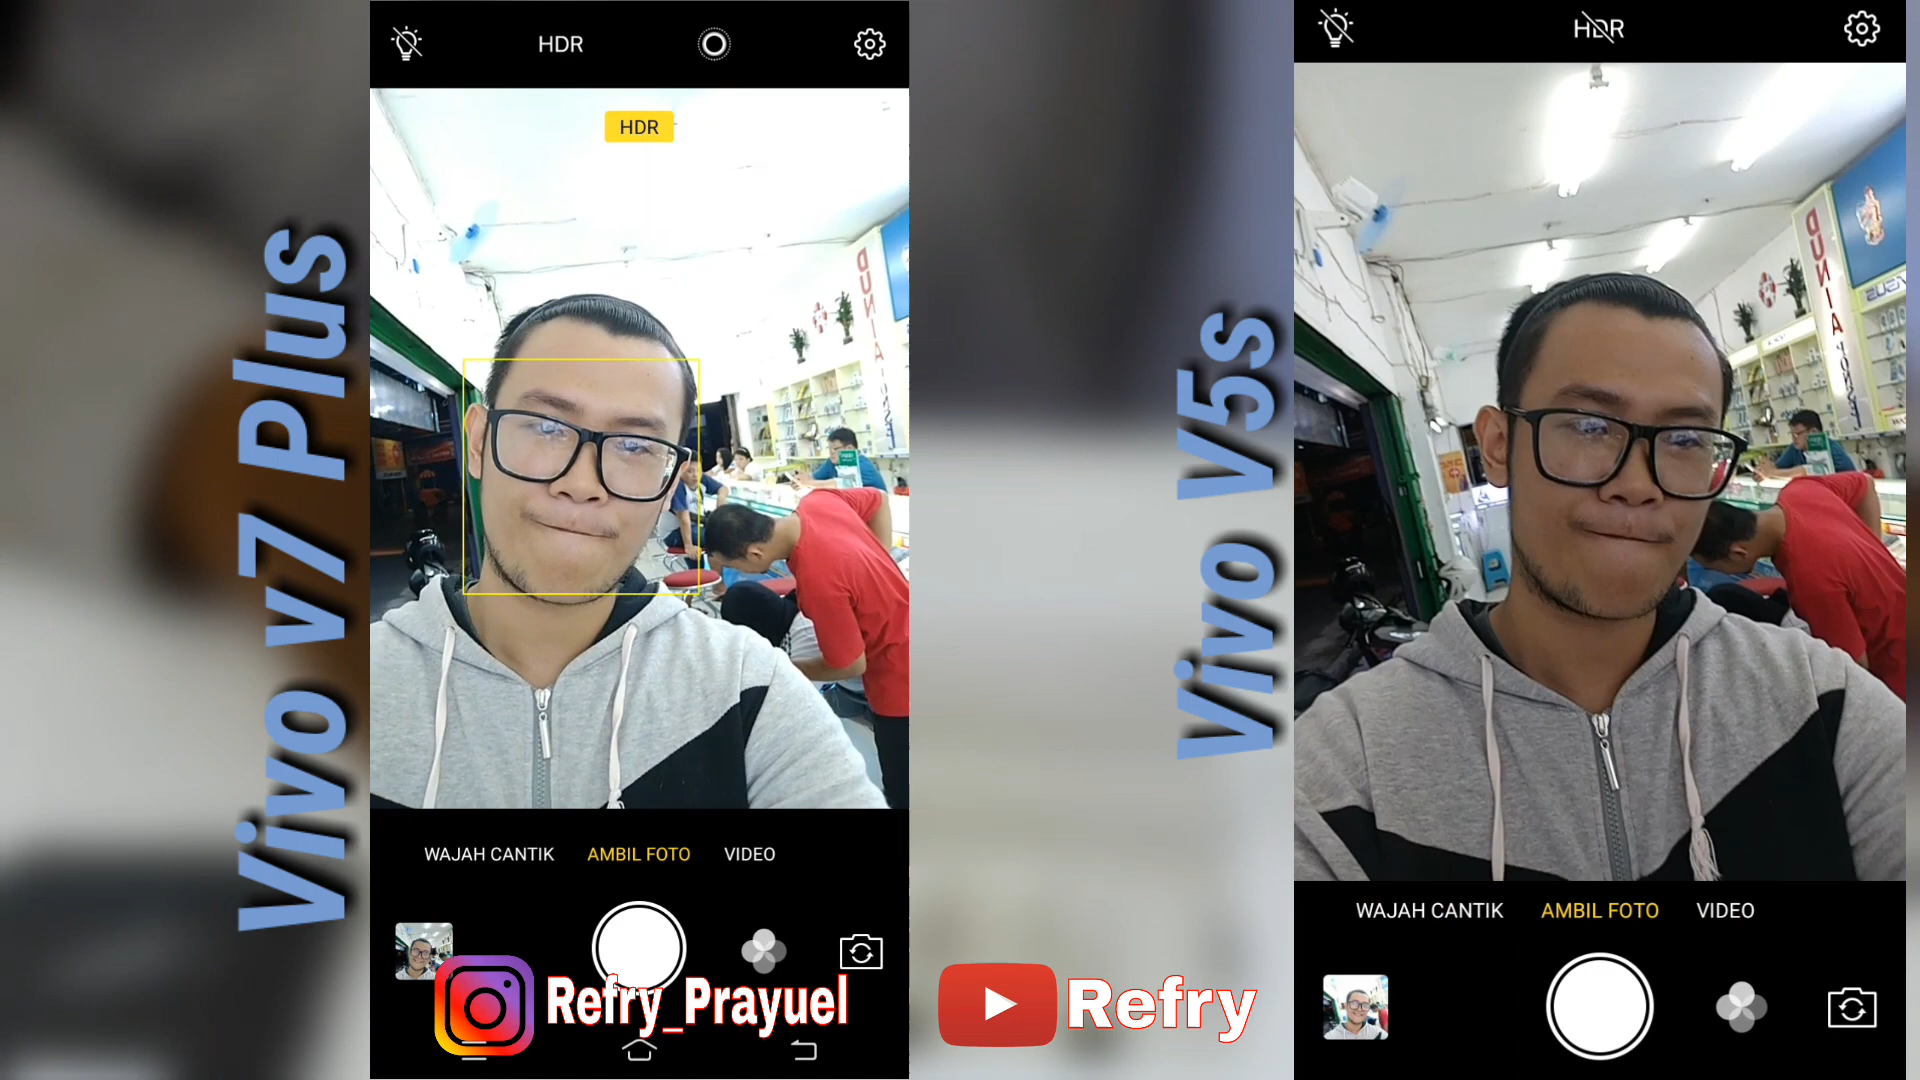 Vivo v7 Plus
HDR
HDR
WAJAH CANTIK
AMBIL FOTO
VIDEO
Refry_Prayuel
Refry
Vivo V5s
HDR
DUNIA
WAJAH CANTIK
AMBIL FOTO
VIDEO